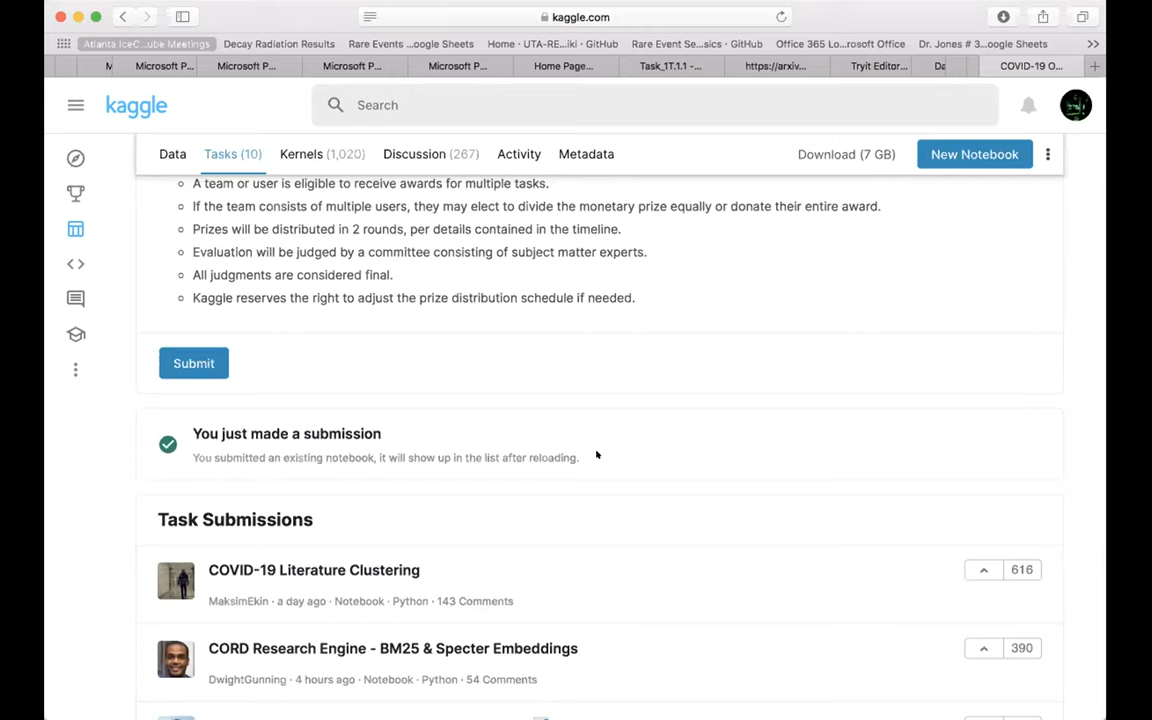 kaggle.com
Atlanta IceC...ube Meetings Decay Radiation Results Rare Events ...oogle Sheets Home · UTA-RE...iki · GitHub Rare Event Se...sics · GitHub Office 365 Lo...rosoft Office Dr. Jones # 3...oogle Sheets
M Microsoft P... Microsoft P... Microsoft P... Microsoft P... Home Page... Task_1T.1.1 -... https://arxiv... Tryit Editor... Da COVID-19 O...
kaggle Search
Data Tasks (10) Kernels (1,020) Discussion (267) Activity Metadata Download (7 GB) New Notebook
A team or user is eligible to receive awards for multiple tasks.
If the team consists of multiple users, they may elect to divide the monetary prize equally or donate their entire award.
Prizes will be distributed in 2 rounds, per details contained in the timeline.
Evaluation will be judged by a committee consisting of subject matter experts.
All judgments are considered final.
Kaggle reserves the right to adjust the prize distribution schedule if needed.
Submit
You just made a submission
You submitted an existing notebook, it will show up in the list after reloading.
Task Submissions
COVID-19 Literature Clustering 616
MaksimEkin · a day ago · Notebook · Python · 143 Comments
CORD Research Engine - BM25 & Specter Embeddings 390
DwightGunning · 4 hours ago · Notebook · Python · 54 Comments